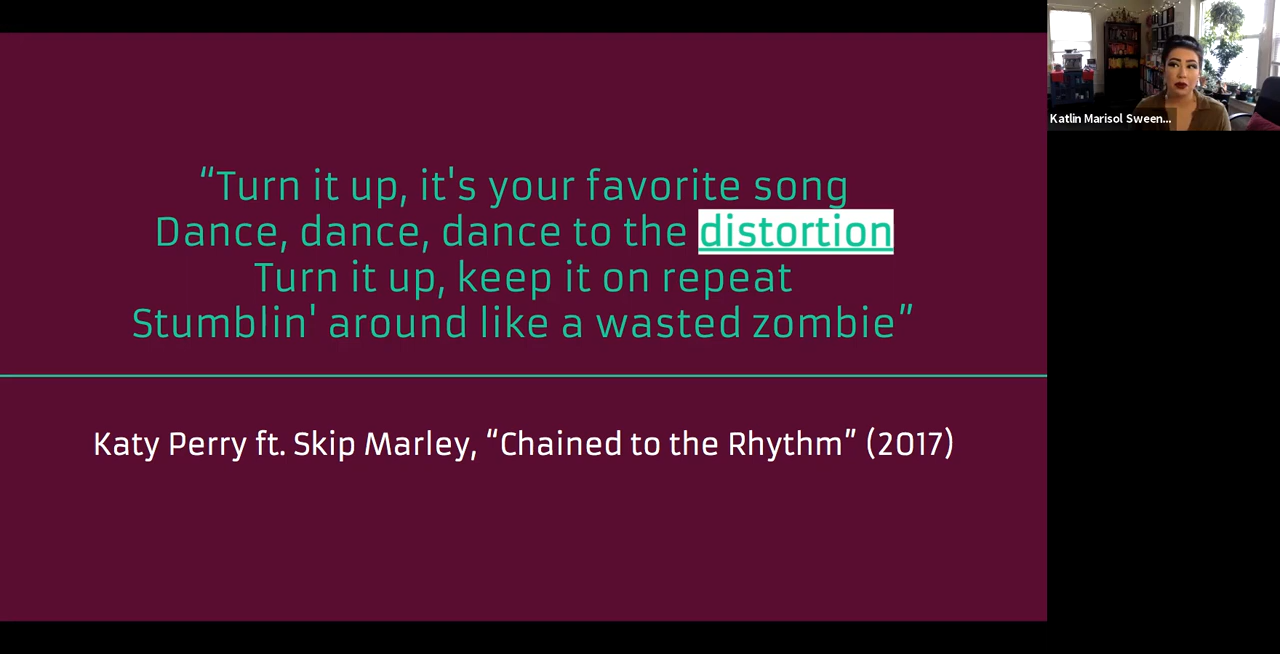 “Turn it up, it's your favorite song
Dance, dance, dance to the distortion
Turn it up, keep it on repeat
Stumblin' around like a wasted zombie”
Katy Perry ft. Skip Marley, “Chained to the Rhythm” (2017)
Katlin Marisol Sween...